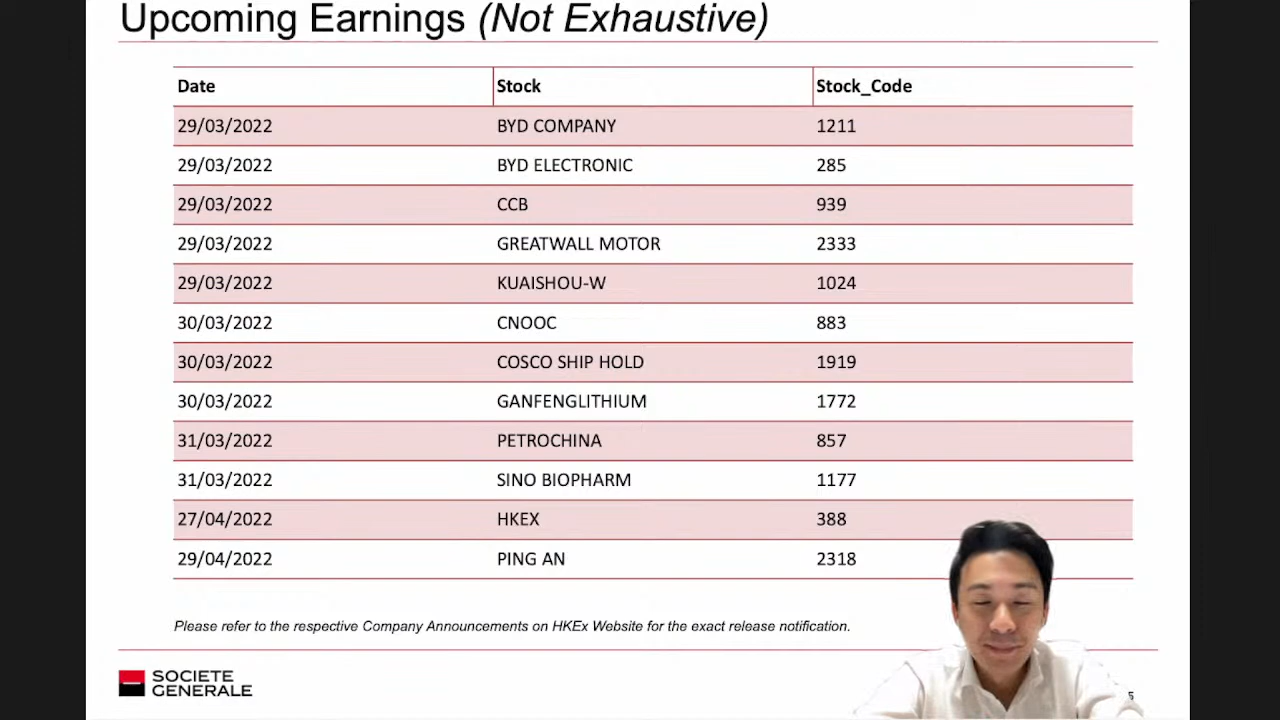 Upcoming Earnings (Not Exhaustive)
Date Stock Stock_Code
29/03/2022 BYD COMPANY 1211
29/03/2022 BYD ELECTRONIC 285
29/03/2022 CCB 939
29/03/2022 GREATWALL MOTOR 2333
29/03/2022 KUAISHOU-W 1024
30/03/2022 CNOOC 883
30/03/2022 COSCO SHIP HOLD 1919
30/03/2022 GANFENGLITHIUM 1772
31/03/2022 PETROCHINA 857
31/03/2022 SINO BIOPHARM 1177
27/04/2022 HKEX 388
29/04/2022 PING AN 2318
Please refer to the respective Company Announcements on HKEx Website for the exact release notification.
SOCIETE
GENERALE
5